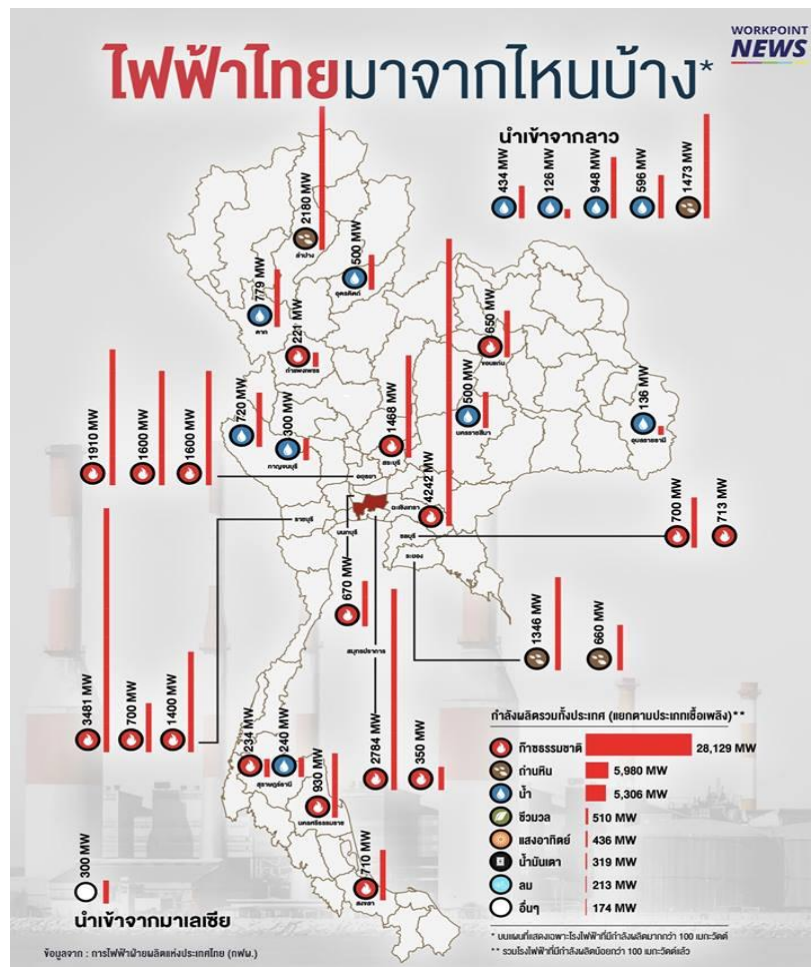 WORKPOINT
NEWS
ไฟฟ้าไทยมาจากไหนบ้าง*
นำเข้าจากลาว
434 MW
126 MW
948 MW
596 MW
1473 MW
2180 MW
ลำปาง
500 MW
อุตรดิตถ์
779 MW
ตาก
221 MW
กำแพงเพชร
650 MW
ขอนแก่น
500 MW
นครราชสีมา
136 MW
อุบลราชธานี
720 MW
300 MW
กาญจนบุรี
1468 MW
สระบุรี
1910 MW
1600 MW
1600 MW
อยุธยา
4242 MW
ฉะเชิงเทรา
ราชบุรี
นนทบุรี
ชลบุรี
ระยอง
700 MW
713 MW
670 MW
สมุทรปราการ
1346 MW
660 MW
3481 MW
700 MW
1400 MW
234 MW
240 MW
สุราษฎร์ธานี
930 MW
นครศรีธรรมราช
2784 MW
350 MW
710 MW
สงขลา
300 MW
นำเข้าจากมาเลเซีย
กำลังผลิตรวมทั้งประเทศ (แยกตามประเภทเชื้อเพลิง)**
ก๊าซธรรมชาติ 28,129 MW
ถ่านหิน 5,980 MW
น้ำ 5,306 MW
ชีวมวล 510 MW
แสงอาทิตย์ 436 MW
น้ำมันเตา 319 MW
ลม 213 MW
อื่นๆ 174 MW
* บนแผนที่แสดงเฉพาะโรงไฟฟ้าที่มีกำลังผลิตมากกว่า 100 เมกะวัตต์
** รวมโรงไฟฟ้าที่มีกำลังผลิตน้อยกว่า 100 เมกะวัตต์แล้ว
ข้อมูลจาก : การไฟฟ้าฝ่ายผลิตแห่งประเทศไทย (กฟผ.)